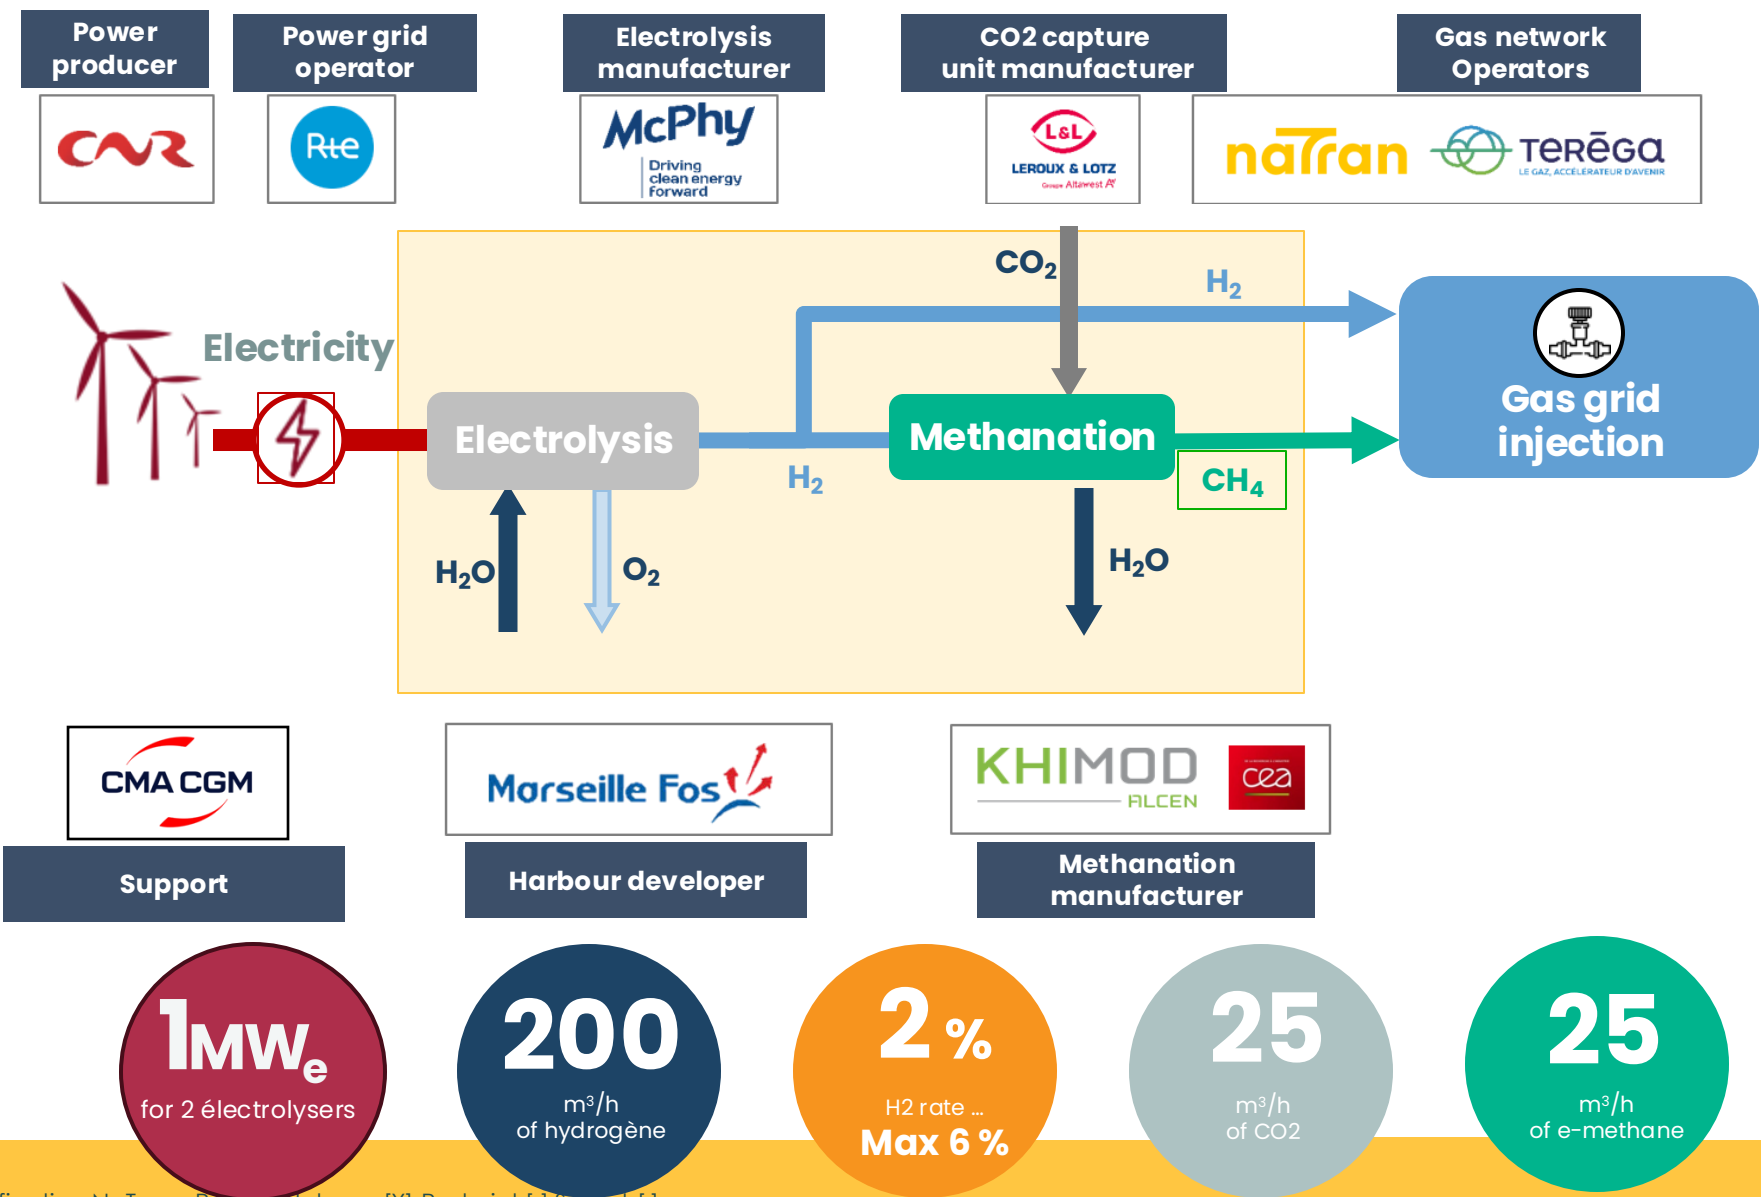 Power
producer
Power grid
operator
Electrolysis
manufacturer
CO2 capture
unit manufacturer
Gas network
Operators
CNR
Rte
McPhy
Driving
clean energy
forward
L&L
LEROUX & LOTZ
Groupe Altawest
naTran
TERĒGA
LE GAZ, ACCÉLÉRATEUR D'AVENIR
CO₂
H₂
Electricity
Gas grid
injection
Electrolysis
Methanation
H₂
CH₄
H₂O
O₂
H₂O
CMA CGM
Marseille Fos
KHIMOD
ALCEN
cea
Support
Harbour developer
Methanation
manufacturer
1MWe
for 2 électrolysers
200
m³/h
of hydrogène
2 %
H2 rate ...
Max 6 %
25
m³/h
of CO2
25
m³/h
of e-methane